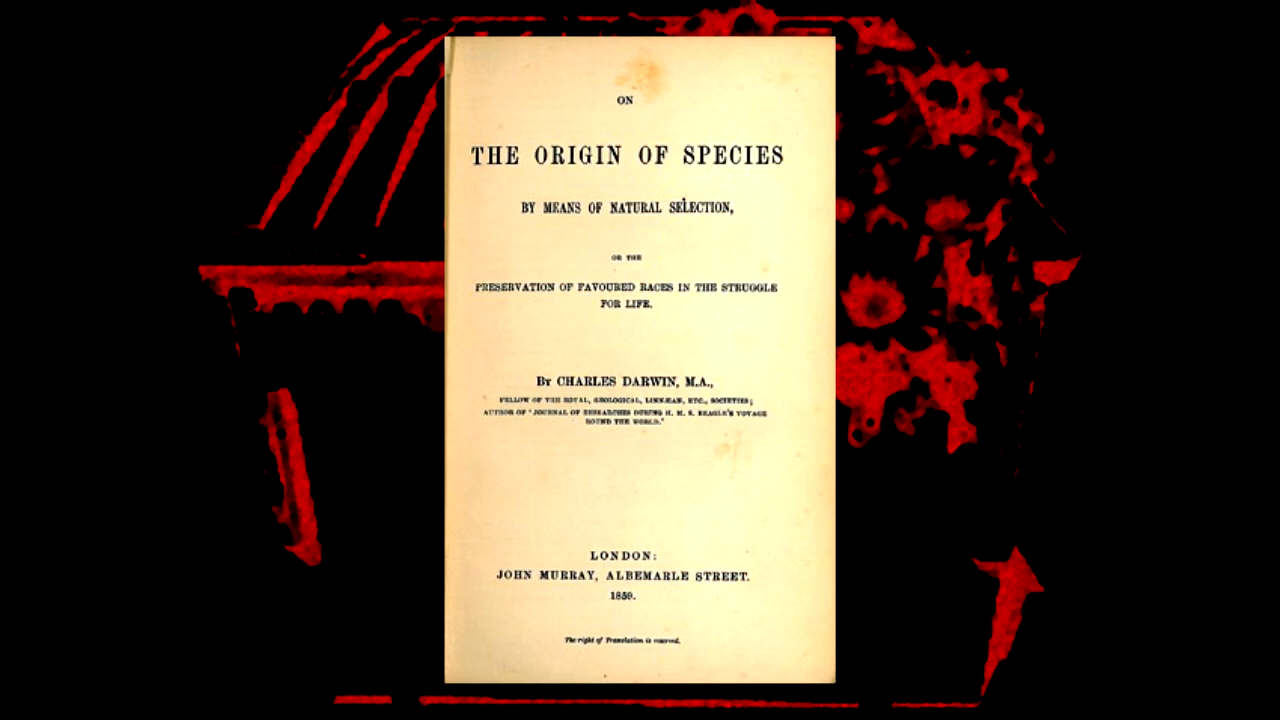 ON
THE ORIGIN OF SPECIES
BY MEANS OF NATURAL SELECTION,
OR THE
PRESERVATION OF FAVOURED RACES IN THE STRUGGLE
FOR LIFE.
BY CHARLES DARWIN, M.A.,
FELLOW OF THE ROYAL, GEOLOGICAL, LINNÆAN, ETC., SOCIETIES;
AUTHOR OF 'JOURNAL OF RESEARCHES DURING H. M. S. BEAGLE'S VOYAGE
ROUND THE WORLD.'
LONDON:
JOHN MURRAY, ALBEMARLE STREET.
1859.
The right of Translation is reserved.